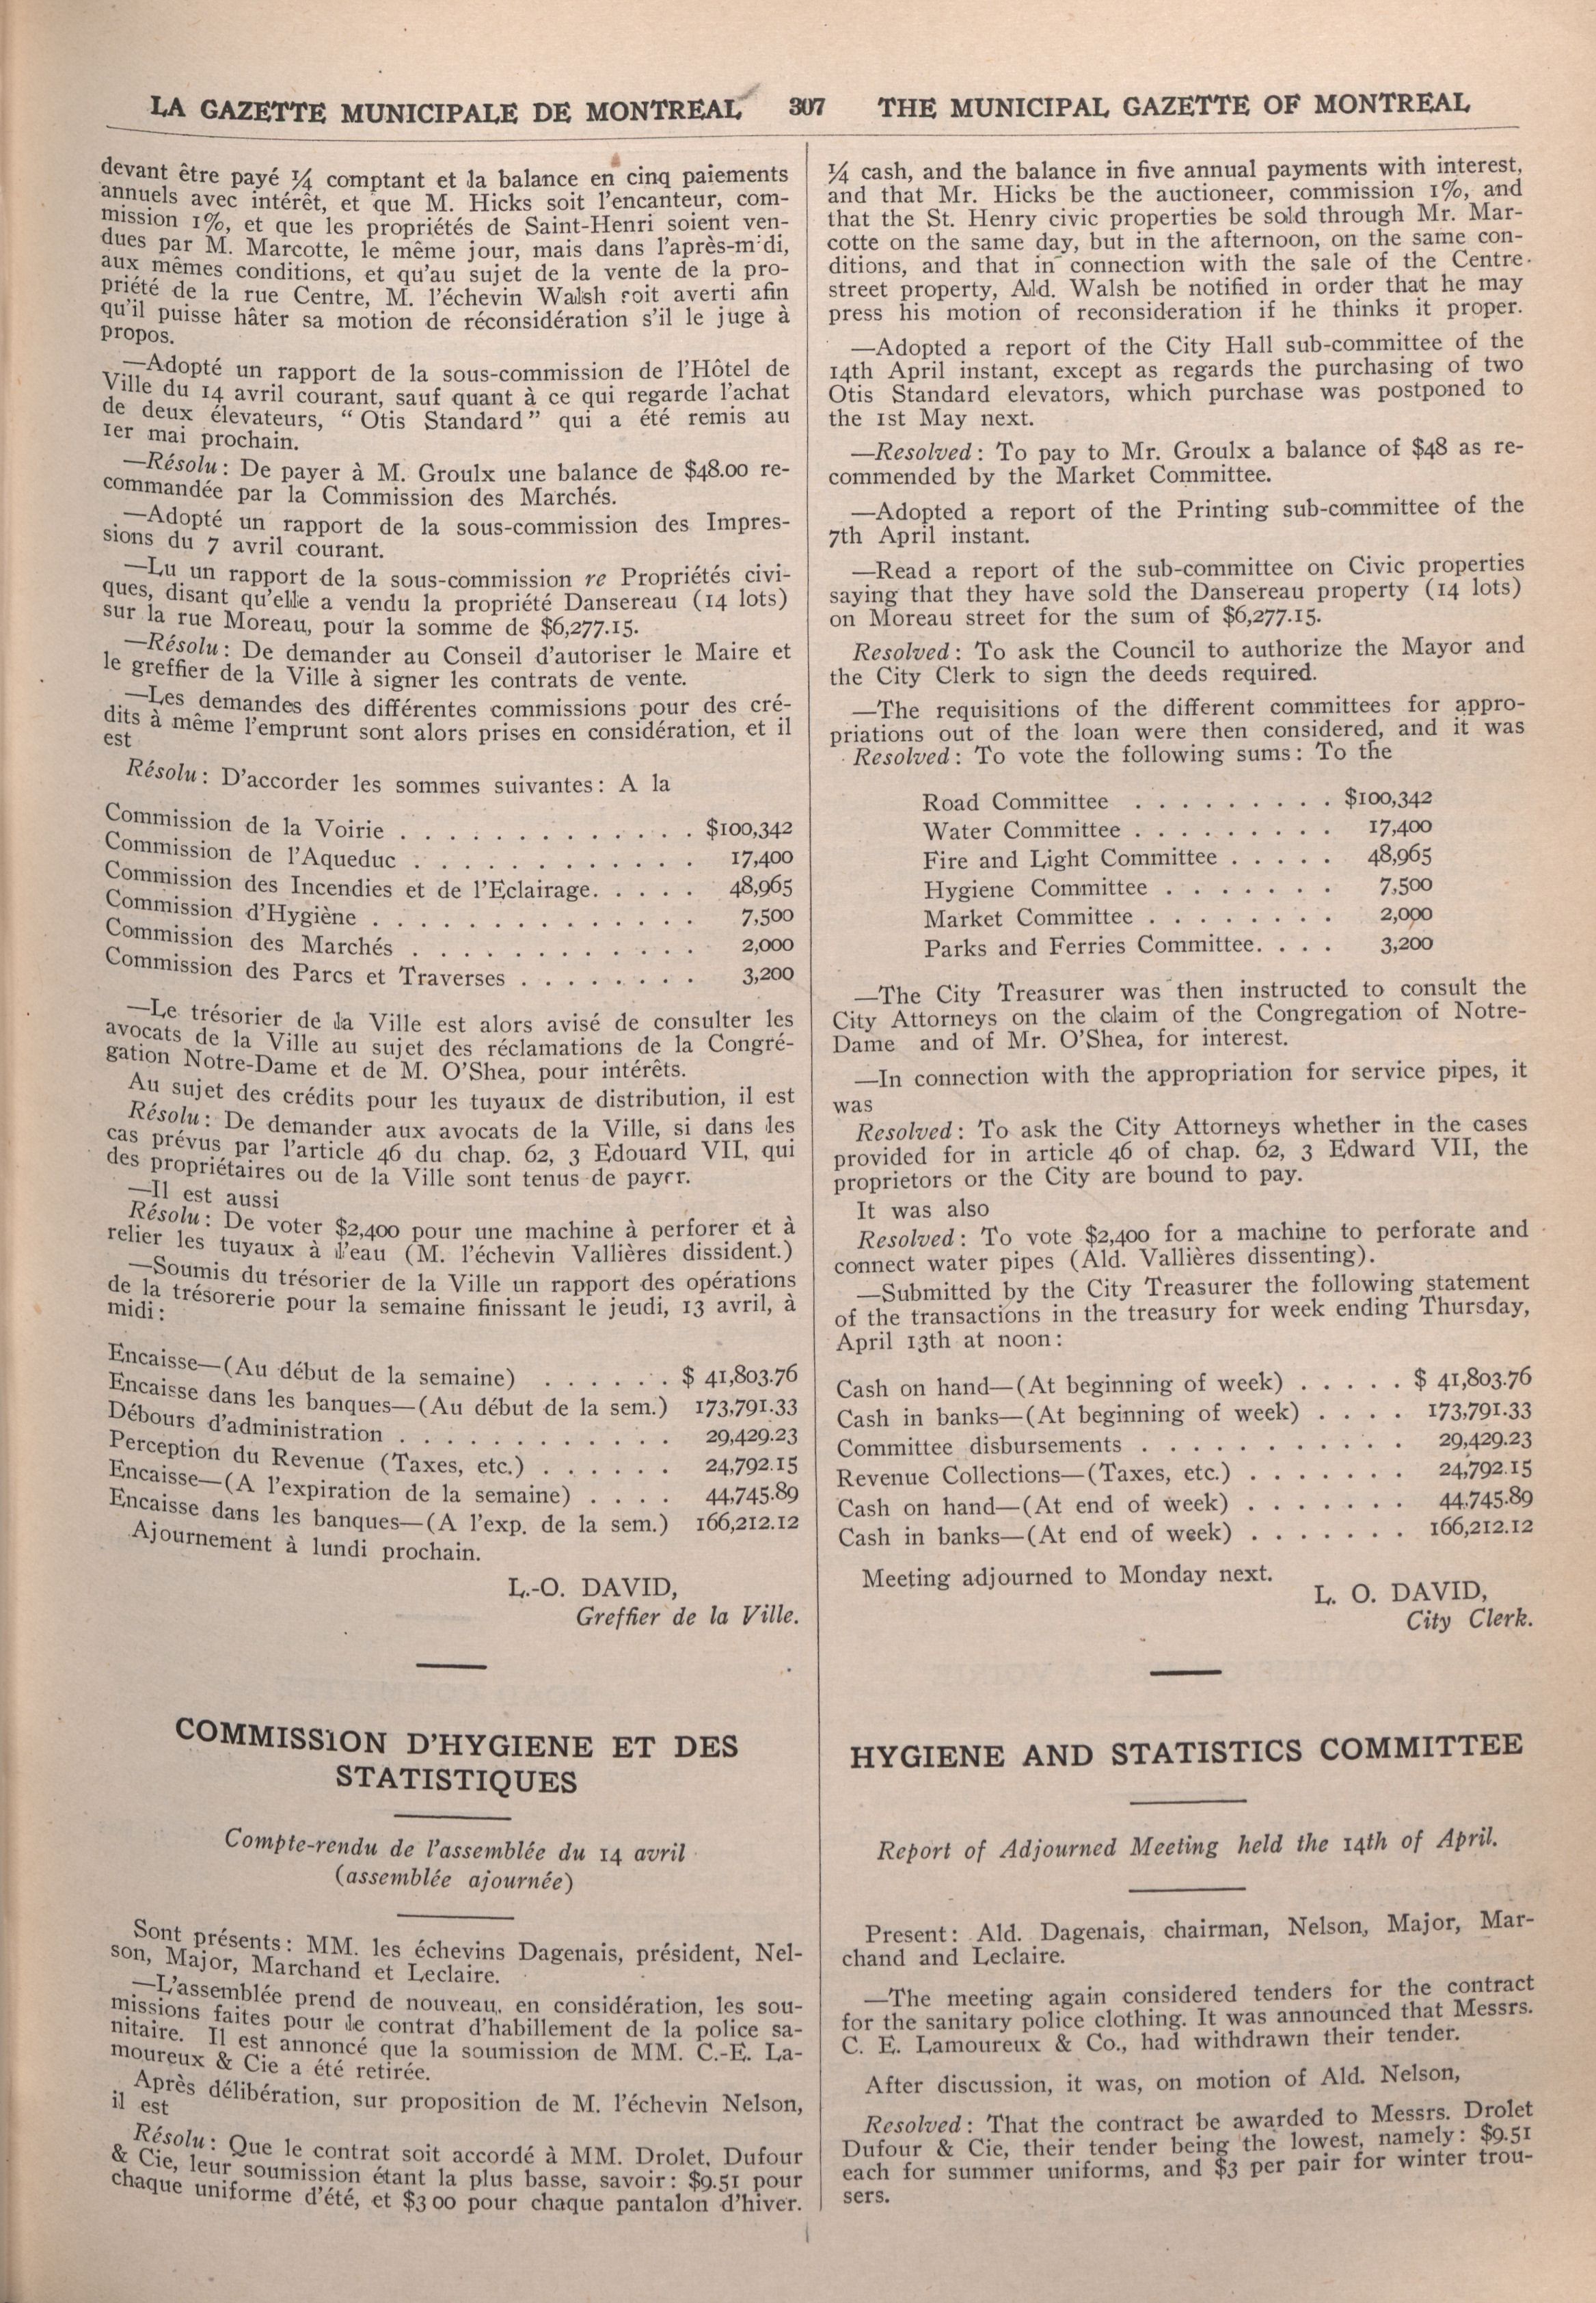 LA GAZETTE MUNICIPALE DE MONTREAL 307 THE MUNICIPAL GAZETTE OF MONTREAL
devant être payé 1/4 comptant et la balance en cinq paiements
annuels avec intérêt, et que M. Hicks soit l'encanteur, com-
mission 1%, et que les propriétés de Saint-Henri soient ven-
dues par M. Marcotte, le même jour, mais dans l'après-midi,
aux mêmes conditions, et qu'au sujet de la vente de la pro-
priété de la rue Centre, M. l'échevin Walsh soit averti afin
qu'il puisse hâter sa motion de réconsidération s'il le juge à
propos.
—Adopté un rapport de la sous-commission de l'Hôtel de
Ville du 14 avril courant, sauf quant à ce qui regarde l'achat
de deux élevateurs, "Otis Standard" qui a été remis au
1er mai prochain.
—Résolu: De payer à M. Groulx une balance de $48.00 re-
commandée par la Commission des Marchés.
—Adopté un rapport de la sous-commission des Impres-
sions du 7 avril courant.
—Lu un rapport de la sous-commission re Propriétés civi-
ques, disant qu'elle a vendu la propriété Dansereau (14 lots)
sur la rue Moreau, pour la somme de $6,277.15.
—Résolu: De demander au Conseil d'autoriser le Maire et
le greffier de la Ville à signer les contrats de vente.
—Les demandes des différentes commissions pour des cré-
dits à même l'emprunt sont alors prises en considération, et il
est
Résolu: D'accorder les sommes suivantes: A la
Commission de la Voirie . . . . . . . . . . . . . $100,342
Commission de l'Aqueduc . . . . . . . . . . . . 17,400
Commission des Incendies et de l'Eclairage. . . . . 48,965
Commission d'Hygiène . . . . . . . . . . . . . . 7,500
Commission des Marchés . . . . . . . . . . . . 2,000
Commission des Parcs et Traverses . . . . . . . . 3,200
—Le trésorier de la Ville est alors avisé de consulter les
avocats de la Ville au sujet des réclamations de la Congré-
gation Notre-Dame et de M. O'Shea, pour intérêts.
Au sujet des crédits pour les tuyaux de distribution, il est
Résolu: De demander aux avocats de la Ville, si dans les
cas prévus par l'article 46 du chap. 62, 3 Edouard VII, qui
des propriétaires ou de la Ville sont tenus de payer.
—Il est aussi
Résolu: De voter $2,400 pour une machine à perforer et à
relier les tuyaux à l'eau (M. l'échevin Vallières dissident.)
—Soumis du trésorier de la Ville un rapport des opérations
de la trésorerie pour la semaine finissant le jeudi, 13 avril, à
midi:
Encaisse—(Au début de la semaine) . . . . . . $ 41,803.76
Encaisse dans les banques—(Au début de la sem.) 173,791.33
Débours d'administration . . . . . . . . . . . . 29,429.23
Perception du Revenue (Taxes, etc.) . . . . . . 24,792.15
Encaisse—(A l'expiration de la semaine) . . . . 44,745.89
Encaisse dans les banques—(A l'exp. de la sem.) 166,212.12
Ajournement à lundi prochain.
L.-O. DAVID,
Greffier de la Ville.
COMMISSION D'HYGIENE ET DES
STATISTIQUES
Compte-rendu de l'assemblée du 14 avril
(assemblée ajournée)
Sont présents: MM. les échevins Dagenais, président, Nel-
son, Major, Marchand et Leclaire.
—L'assemblée prend de nouveau, en considération, les sou-
missions faites pour le contrat d'habillement de la police sa-
nitaire. Il est annoncé que la soumission de MM. C.-E. La-
moureux & Cie a été retirée.
Après délibération, sur proposition de M. l'échevin Nelson,
il est
Résolu: Que le contrat soit accordé à MM. Drolet, Dufour
& Cie, leur soumission étant la plus basse, savoir: $9.51 pour
chaque uniforme d'été, et $3 00 pour chaque pantalon d'hiver.
1/4 cash, and the balance in five annual payments with interest,
and that Mr. Hicks be the auctioneer, commission 1%, and
that the St. Henry civic properties be sold through Mr. Mar-
cotte on the same day, but in the afternoon, on the same con-
ditions, and that in connection with the sale of the Centre
street property, Ald. Walsh be notified in order that he may
press his motion of reconsideration if he thinks it proper.
—Adopted a report of the City Hall sub-committee of the
14th April instant, except as regards the purchasing of two
Otis Standard elevators, which purchase was postponed to
the 1st May next.
—Resolved: To pay to Mr. Groulx a balance of $48 as re-
commended by the Market Committee.
—Adopted a report of the Printing sub-committee of the
7th April instant.
—Read a report of the sub-committee on Civic properties
saying that they have sold the Dansereau property (14 lots)
on Moreau street for the sum of $6,277.15.
Resolved: To ask the Council to authorize the Mayor and
the City Clerk to sign the deeds required.
—The requisitions of the different committees for appro-
priations out of the loan were then considered, and it was
Resolved: To vote the following sums: To the
Road Committee . . . . . . . . . $100,342
Water Committee . . . . . . . . . 17,400
Fire and Light Committee . . . . . 48,965
Hygiene Committee . . . . . . . 7,500
Market Committee . . . . . . . . 2,000
Parks and Ferries Committee. . . . 3,200
—The City Treasurer was then instructed to consult the
City Attorneys on the claim of the Congregation of Notre-
Dame and of Mr. O'Shea, for interest.
—In connection with the appropriation for service pipes, it
was
Resolved: To ask the City Attorneys whether in the cases
provided for in article 46 of chap. 62, 3 Edward VII, the
proprietors or the City are bound to pay.
It was also
Resolved: To vote $2,400 for a machine to perforate and
connect water pipes (Ald. Vallières dissenting).
—Submitted by the City Treasurer the following statement
of the transactions in the treasury for week ending Thursday,
April 13th at noon:
Cash on hand—(At beginning of week) . . . . . $ 41,803.76
Cash in banks—(At beginning of week) . . . . 173,791.33
Committee disbursements . . . . . . . . . . . 29,429.23
Revenue Collections—(Taxes, etc.) . . . . . . . 24,792.15
Cash on hand—(At end of week) . . . . . . . 44,745.89
Cash in banks—(At end of week) . . . . . . . 166,212.12
Meeting adjourned to Monday next.
L. O. DAVID,
City Clerk.
HYGIENE AND STATISTICS COMMITTEE
Report of Adjourned Meeting held the 14th of April.
Present: Ald. Dagenais, chairman, Nelson, Major, Mar-
chand and Leclaire.
—The meeting again considered tenders for the contract
for the sanitary police clothing. It was announced that Messrs.
C. E. Lamoureux & Co., had withdrawn their tender.
After discussion, it was, on motion of Ald. Nelson,
Resolved: That the contract be awarded to Messrs. Drolet
Dufour & Cie, their tender being the lowest, namely: $9.51
each for summer uniforms, and $3 per pair for winter trou-
sers.